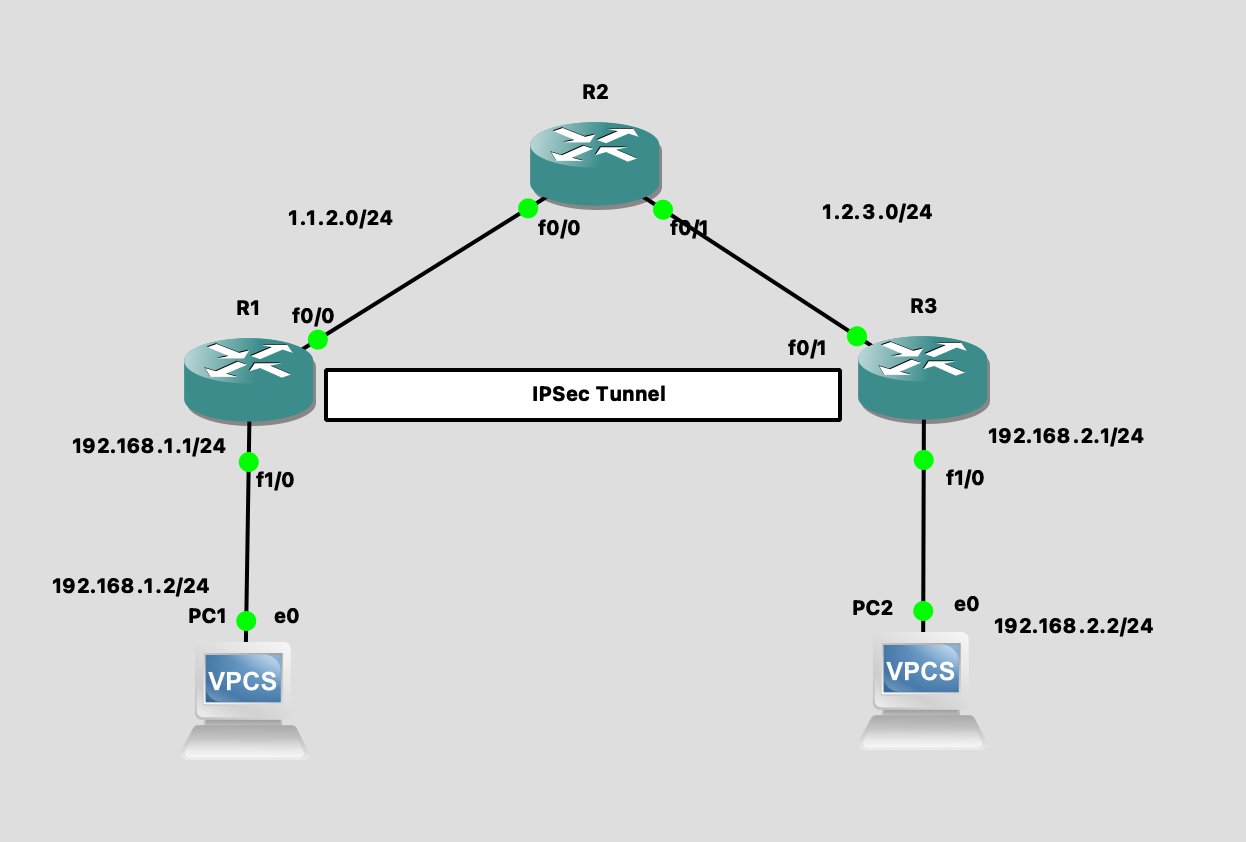 R2
1.1.2.0/24
1.2.3.0/24
f0/0
f0/1
R1
R3
f0/0
f0/1
IPSec Tunnel
192.168.1.1/24
192.168.2.1/24
f1/0
f1/0
192.168.1.2/24
PC1
e0
PC2
e0
192.168.2.2/24
VPCS
VPCS